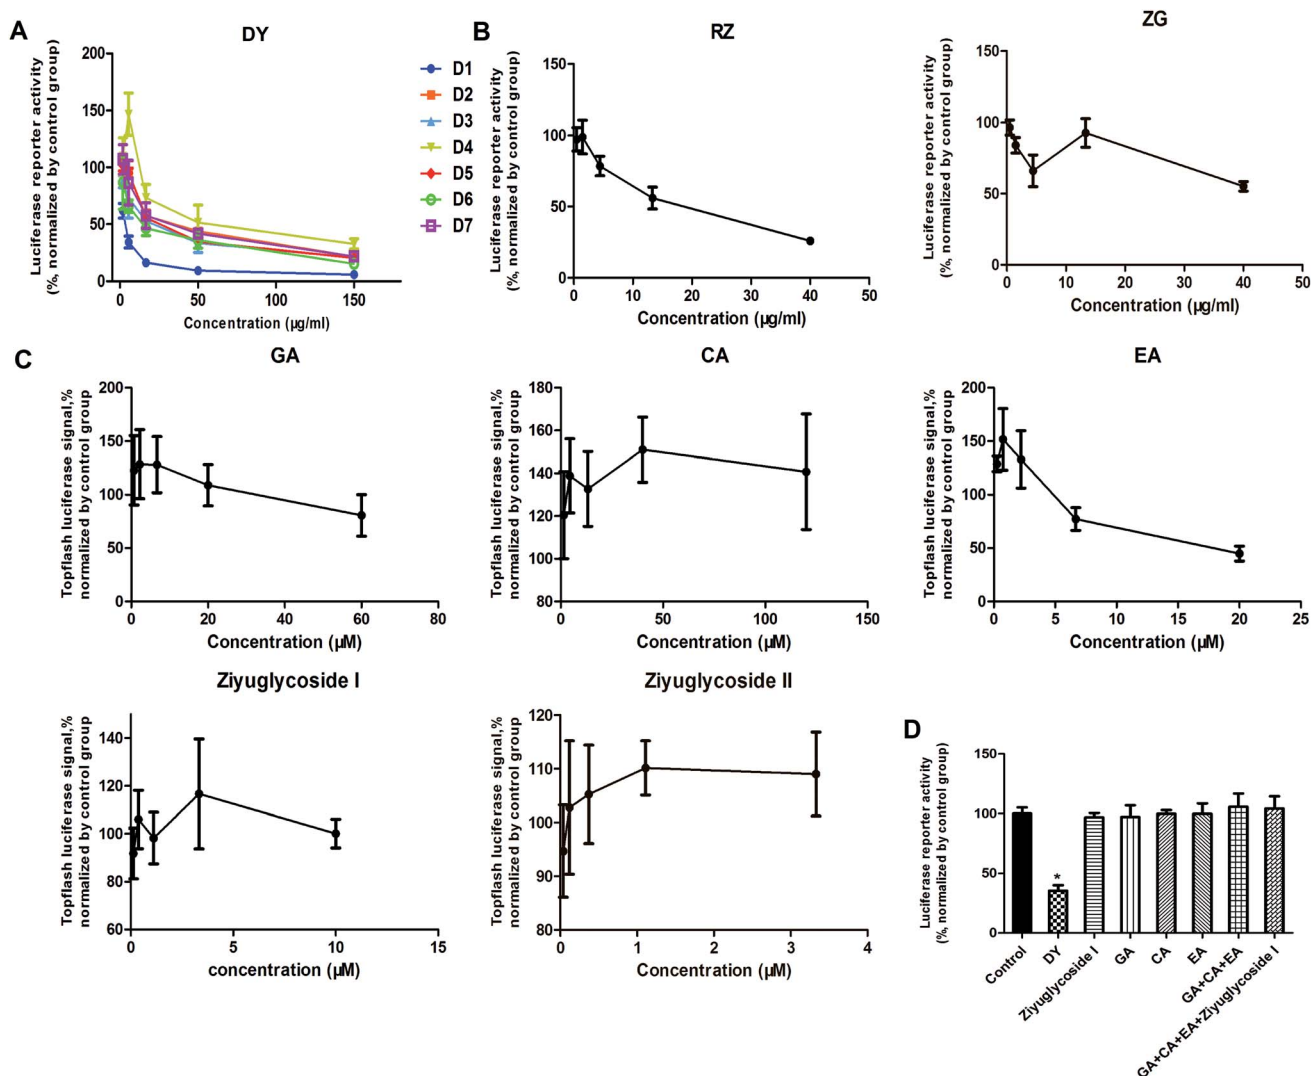 A
DY
Luciferase reporter activity
(%, normalized by control group)
200
150
100
50
0
0
50
100
150
Concentration (µg/ml)
D1
D2
D3
D4
D5
D6
D7
B
RZ
Luciferase reporter activity
(%, normalized by control group)
150
100
50
0
0
10
20
30
40
50
Concentration (µg/ml)
ZG
Luciferase reporter activity
(%, normalized by control group)
150
100
50
0
0
10
20
30
40
50
Concentration (µg/ml)
C
GA
Topflash luciferase signal,%
normalized by control group
200
150
100
50
0
0
20
40
60
80
Concentration (µM)
CA
Topflash luciferase signal,%
normalized by control group
180
160
140
120
100
80
0
50
100
150
Concentration (µM)
EA
Topflash luciferase signal,%
normalized by control group
200
150
100
50
0
0
5
10
15
20
25
Concentration (µM)
Ziyuglycoside I
Topflash luciferase signal,%
normalized by control group
140
120
100
80
60
0
5
10
15
concentration (µM)
Ziyuglycoside II
Topflash luciferase signal,%
normalized by control group
120
110
100
90
80
0
1
2
3
4
Concentration (µM)
D
Luciferase reporter activity
(%, normalized by control group)
150
100
50
0
*
Control
DY
Ziyuglycoside I
GA
CA
EA
GA+CA+EA
GA+CA+EA+Ziyuglycoside I